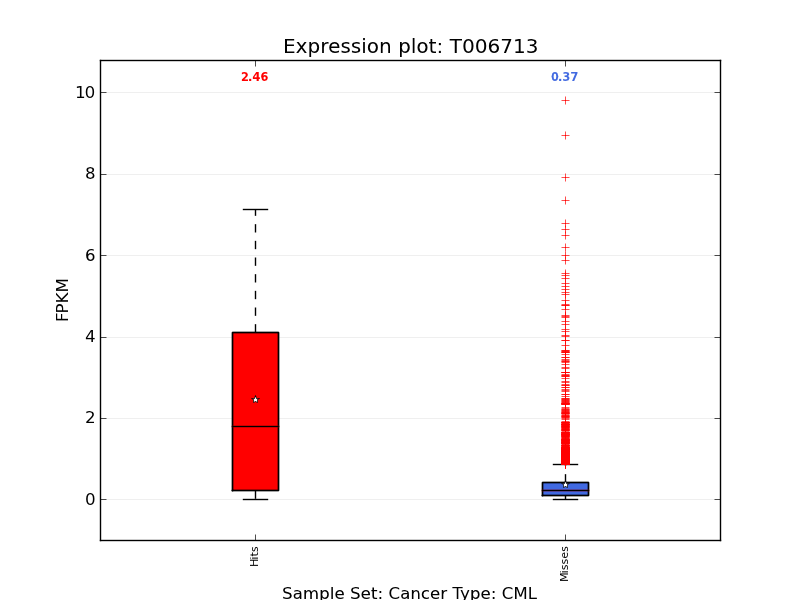 Expression plot: T006713
2.46
0.37
10
8
6
4
2
0
FPKM
Hits
Misses
Sample Set: Cancer Type: CML